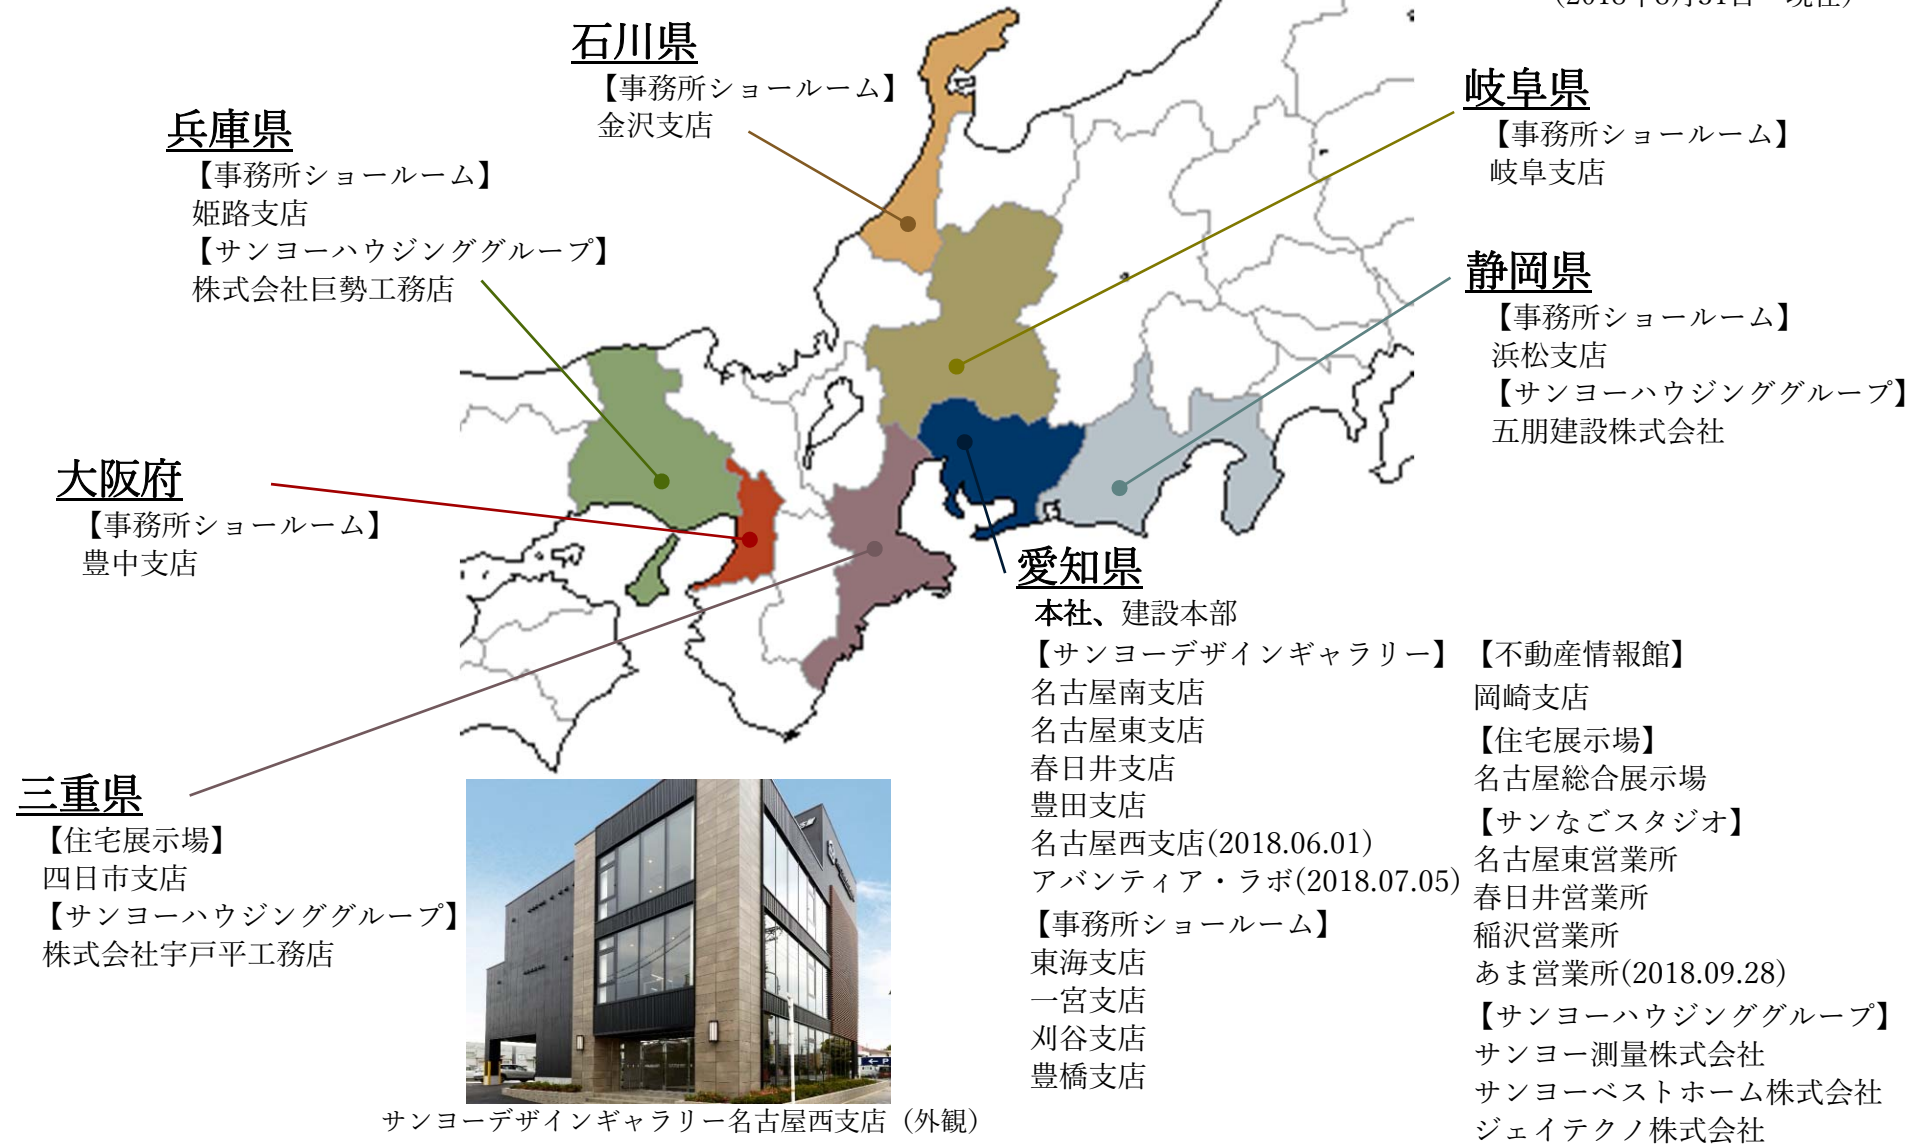 石川県
【事務所ショールーム】
金沢支店
兵庫県
【事務所ショールーム】
姫路支店
【サンヨーハウジンググループ】
株式会社巨勢工務店
岐阜県
【事務所ショールーム】
岐阜支店
静岡県
【事務所ショールーム】
浜松支店
【サンヨーハウジンググループ】
五朋建設株式会社
大阪府
【事務所ショールーム】
豊中支店
三重県
【住宅展示場】
四日市支店
【サンヨーハウジンググループ】
株式会社宇戸平工務店
サンヨーデザインギャラリー名古屋西支店（外観）
愛知県
本社、建設本部
【サンヨーデザインギャラリー】
名古屋南支店
名古屋東支店
春日井支店
豊田支店
名古屋西支店(2018.06.01)
アバンティア・ラボ(2018.07.05)
【事務所ショールーム】
東海支店
一宮支店
刈谷支店
豊橋支店
【不動産情報館】
岡崎支店
【住宅展示場】
名古屋総合展示場
【サンなごスタジオ】
名古屋東営業所
春日井営業所
稲沢営業所
あま営業所(2018.09.28)
【サンヨーハウジンググループ】
サンヨー測量株式会社
サンヨーベストホーム株式会社
ジェイテクノ株式会社